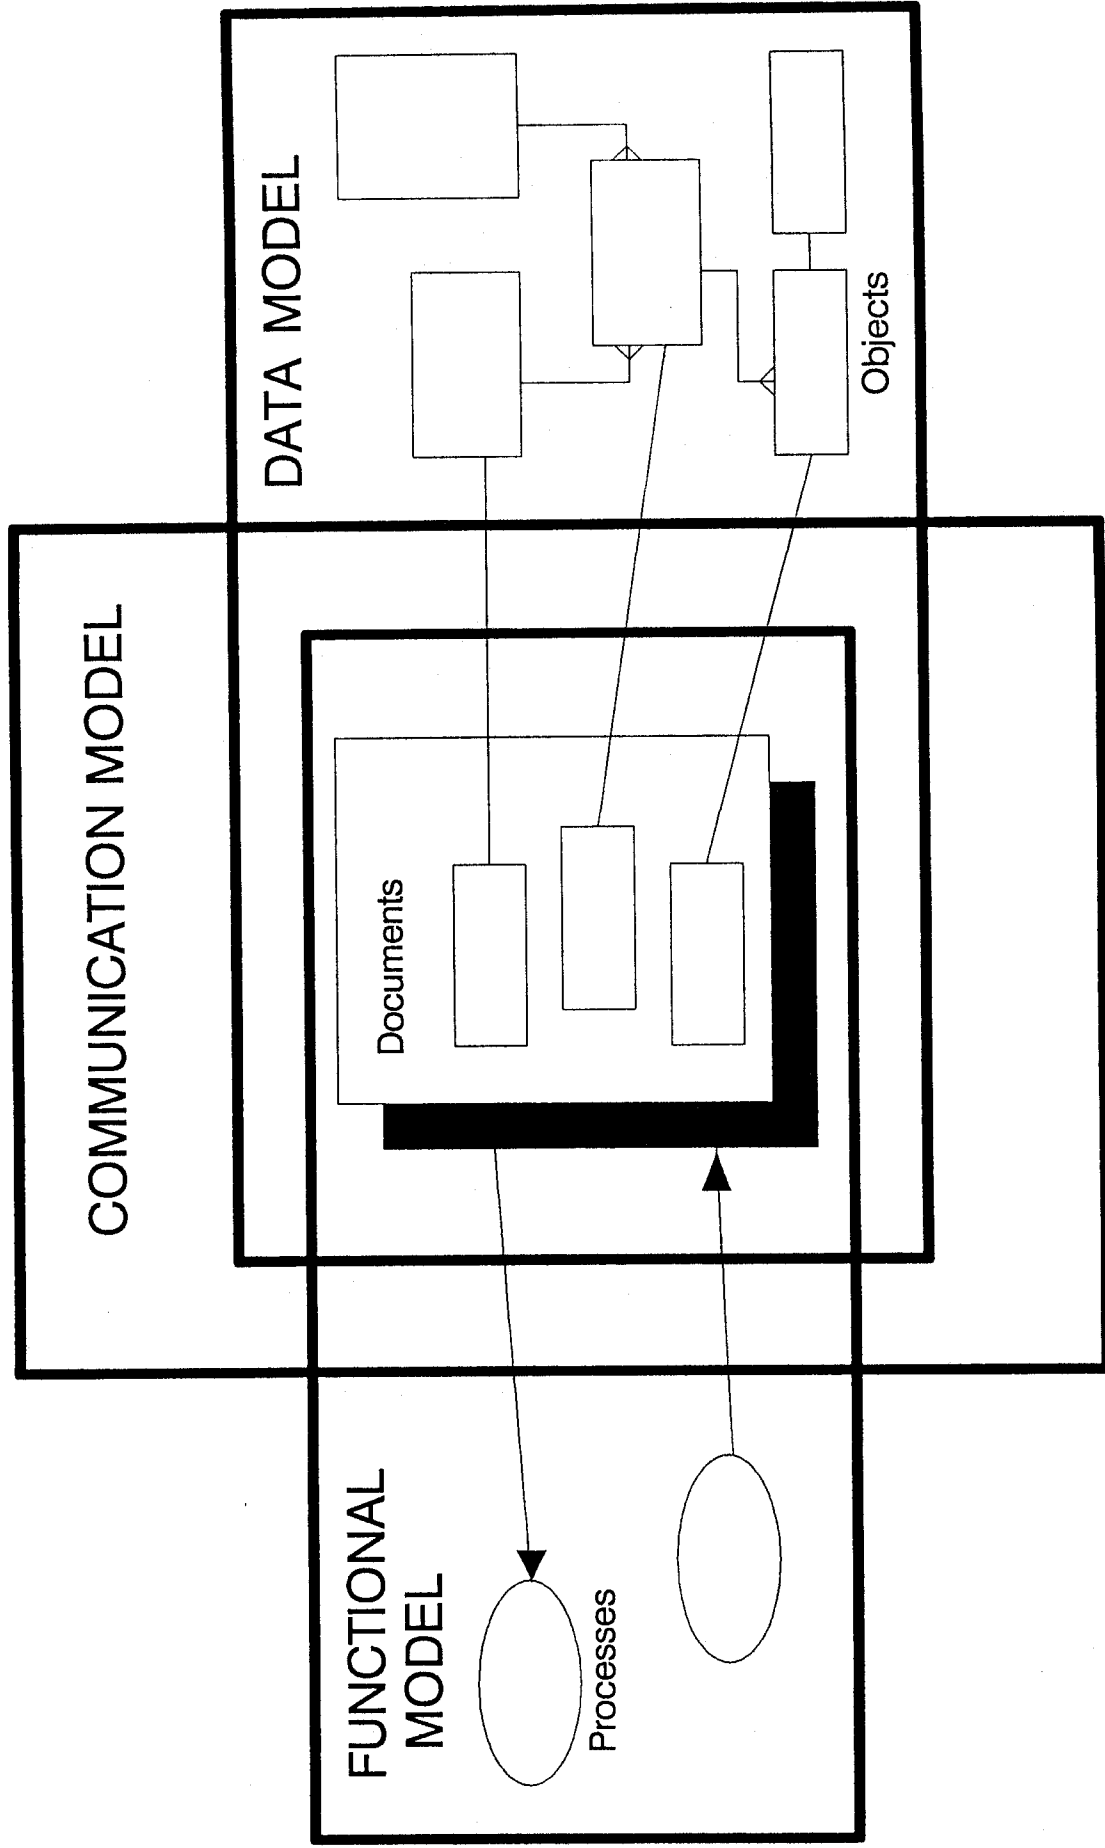 COMMUNICATION MODEL
FUNCTIONAL
MODEL
DATA MODEL
Documents
Processes
Objects